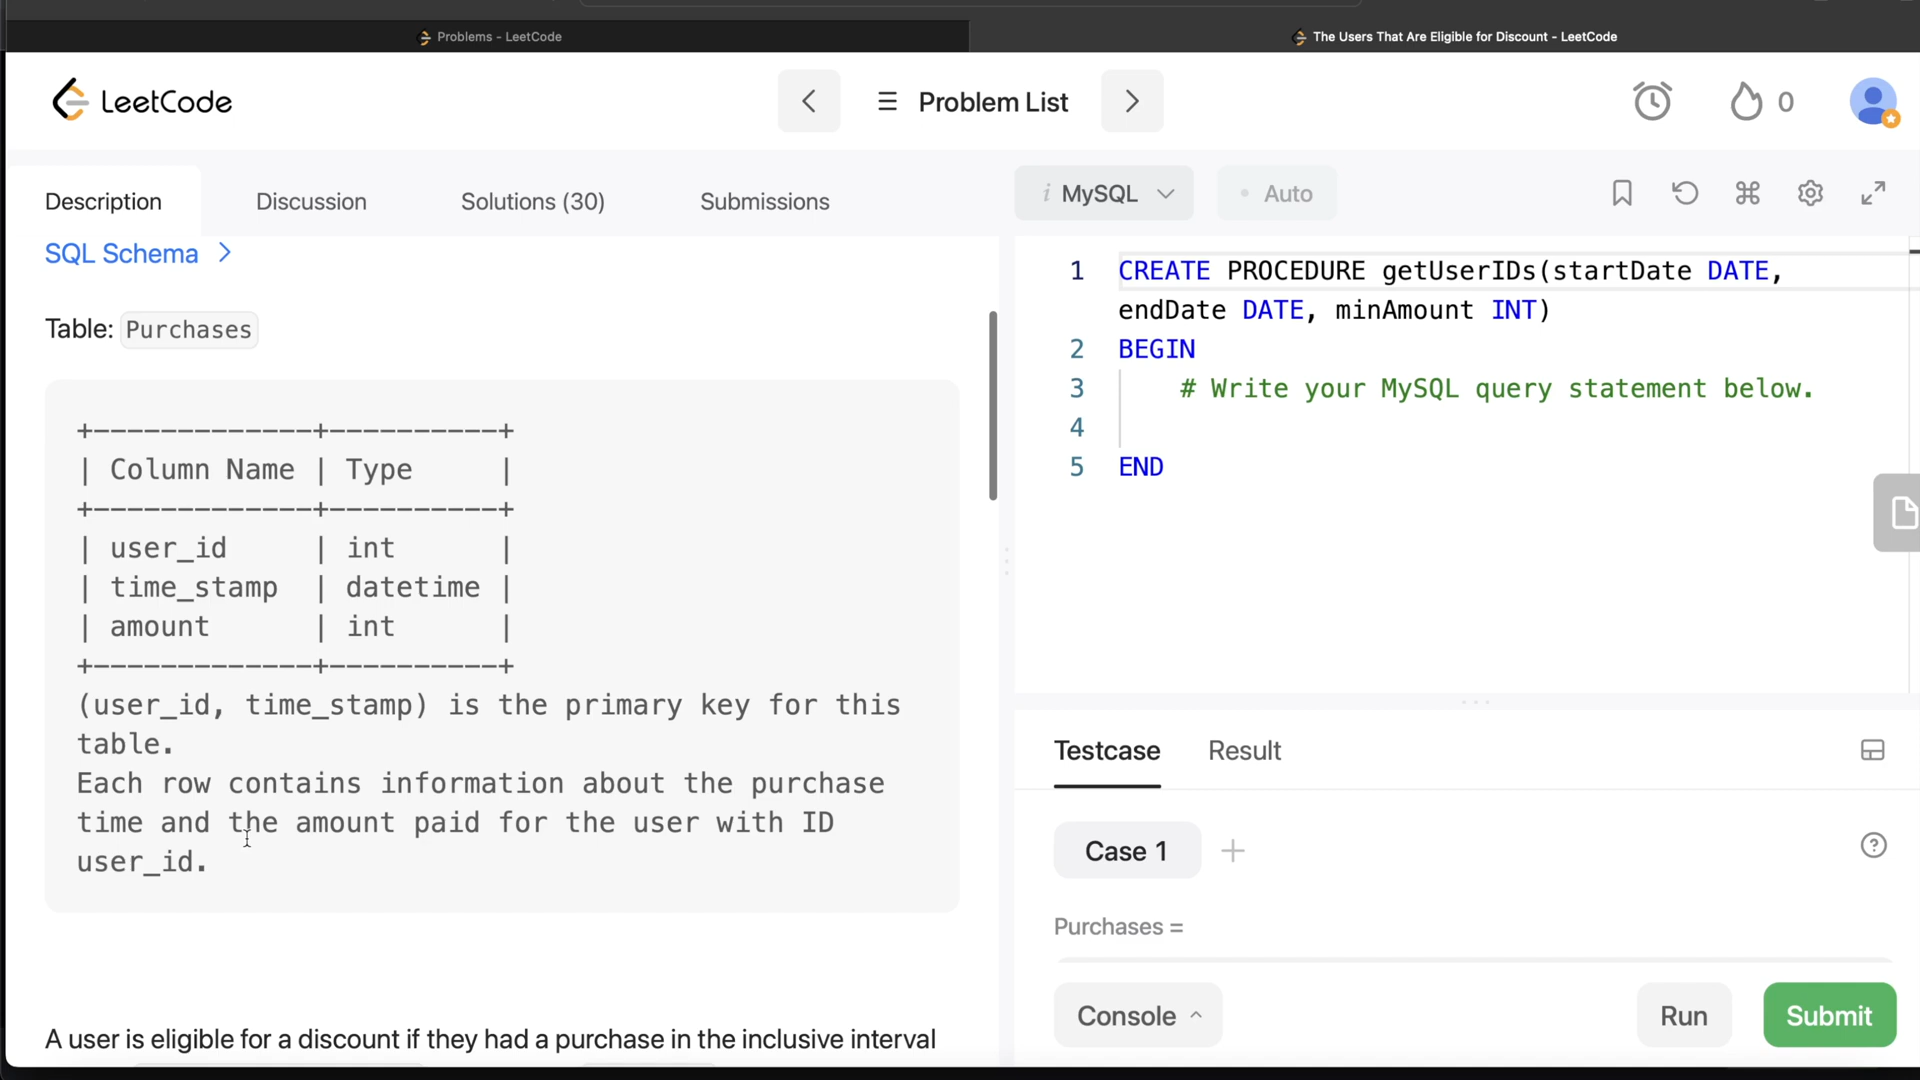 Problems - LeetCode
The Users That Are Eligible for Discount - LeetCode
LeetCode
Problem List
0
Description
Discussion
Solutions (30)
Submissions
SQL Schema
Table: Purchases
+-------------+----------+
| Column Name | Type     |
+-------------+----------+
| user_id     | int      |
| time_stamp  | datetime |
| amount      | int      |
+-------------+----------+
(user_id, time_stamp) is the primary key for this
table.
Each row contains information about the purchase
time and the amount paid for the user with ID
user_id.
A user is eligible for a discount if they had a purchase in the inclusive interval
i MySQL
Auto
1 CREATE PROCEDURE getUserIDs(startDate DATE,
endDate DATE, minAmount INT)
2 BEGIN
3 # Write your MySQL query statement below.
4
5 END
Testcase
Result
Case 1
Purchases =
Console
Run
Submit